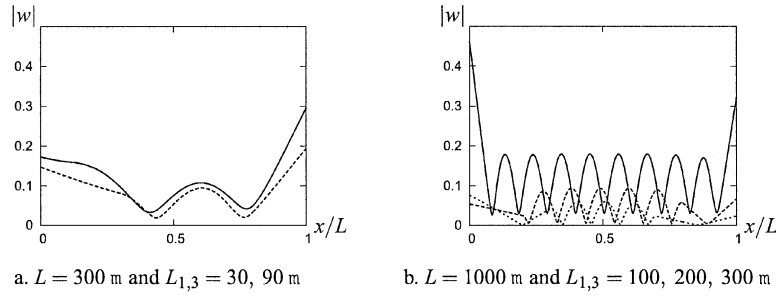 |w|
0.4
0.3
0.2
0.1
0
0
0.5
1
x/L
a. L = 300 m and L1,3 = 30, 90 m
|w|
0.4
0.3
0.2
0.1
0
0
0.5
1
x/L
b. L = 1000 m and L1,3 = 100, 200, 300 m